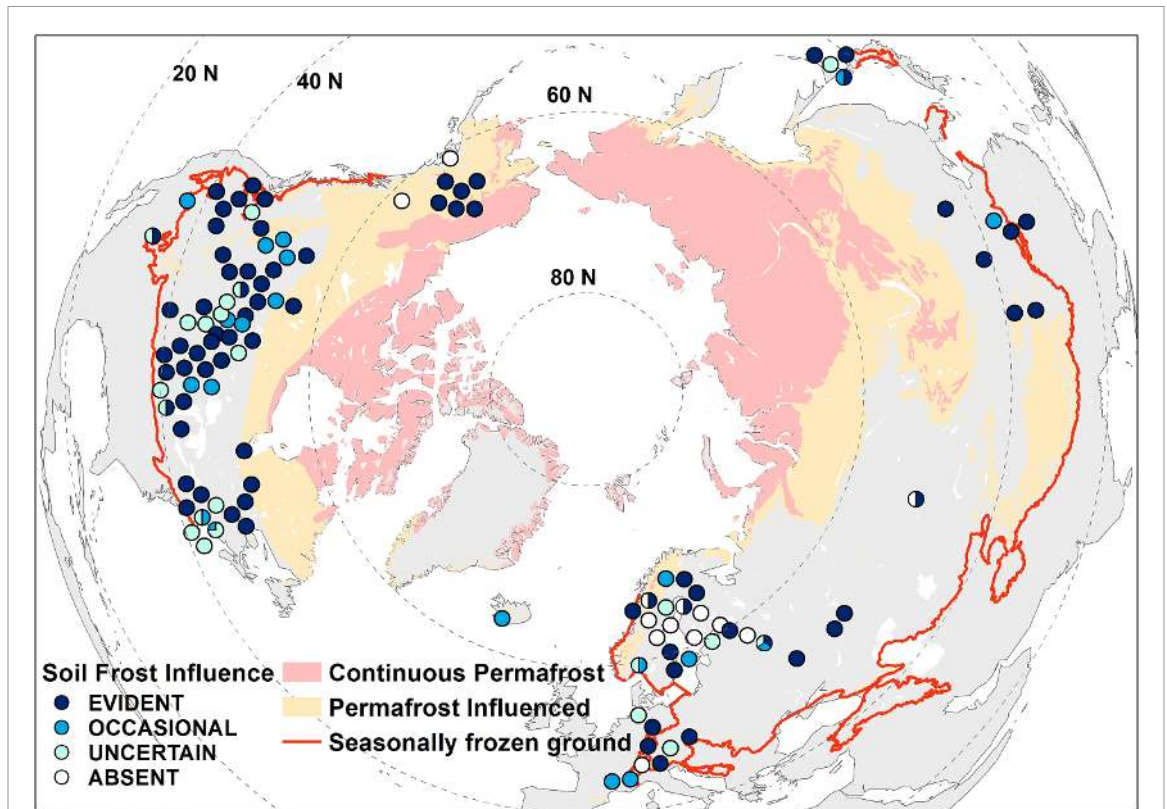 20 N
40 N
60 N
80 N
Soil Frost Influence
EVIDENT
OCCASIONAL
UNCERTAIN
ABSENT
Continuous Permafrost
Permafrost Influenced
Seasonally frozen ground